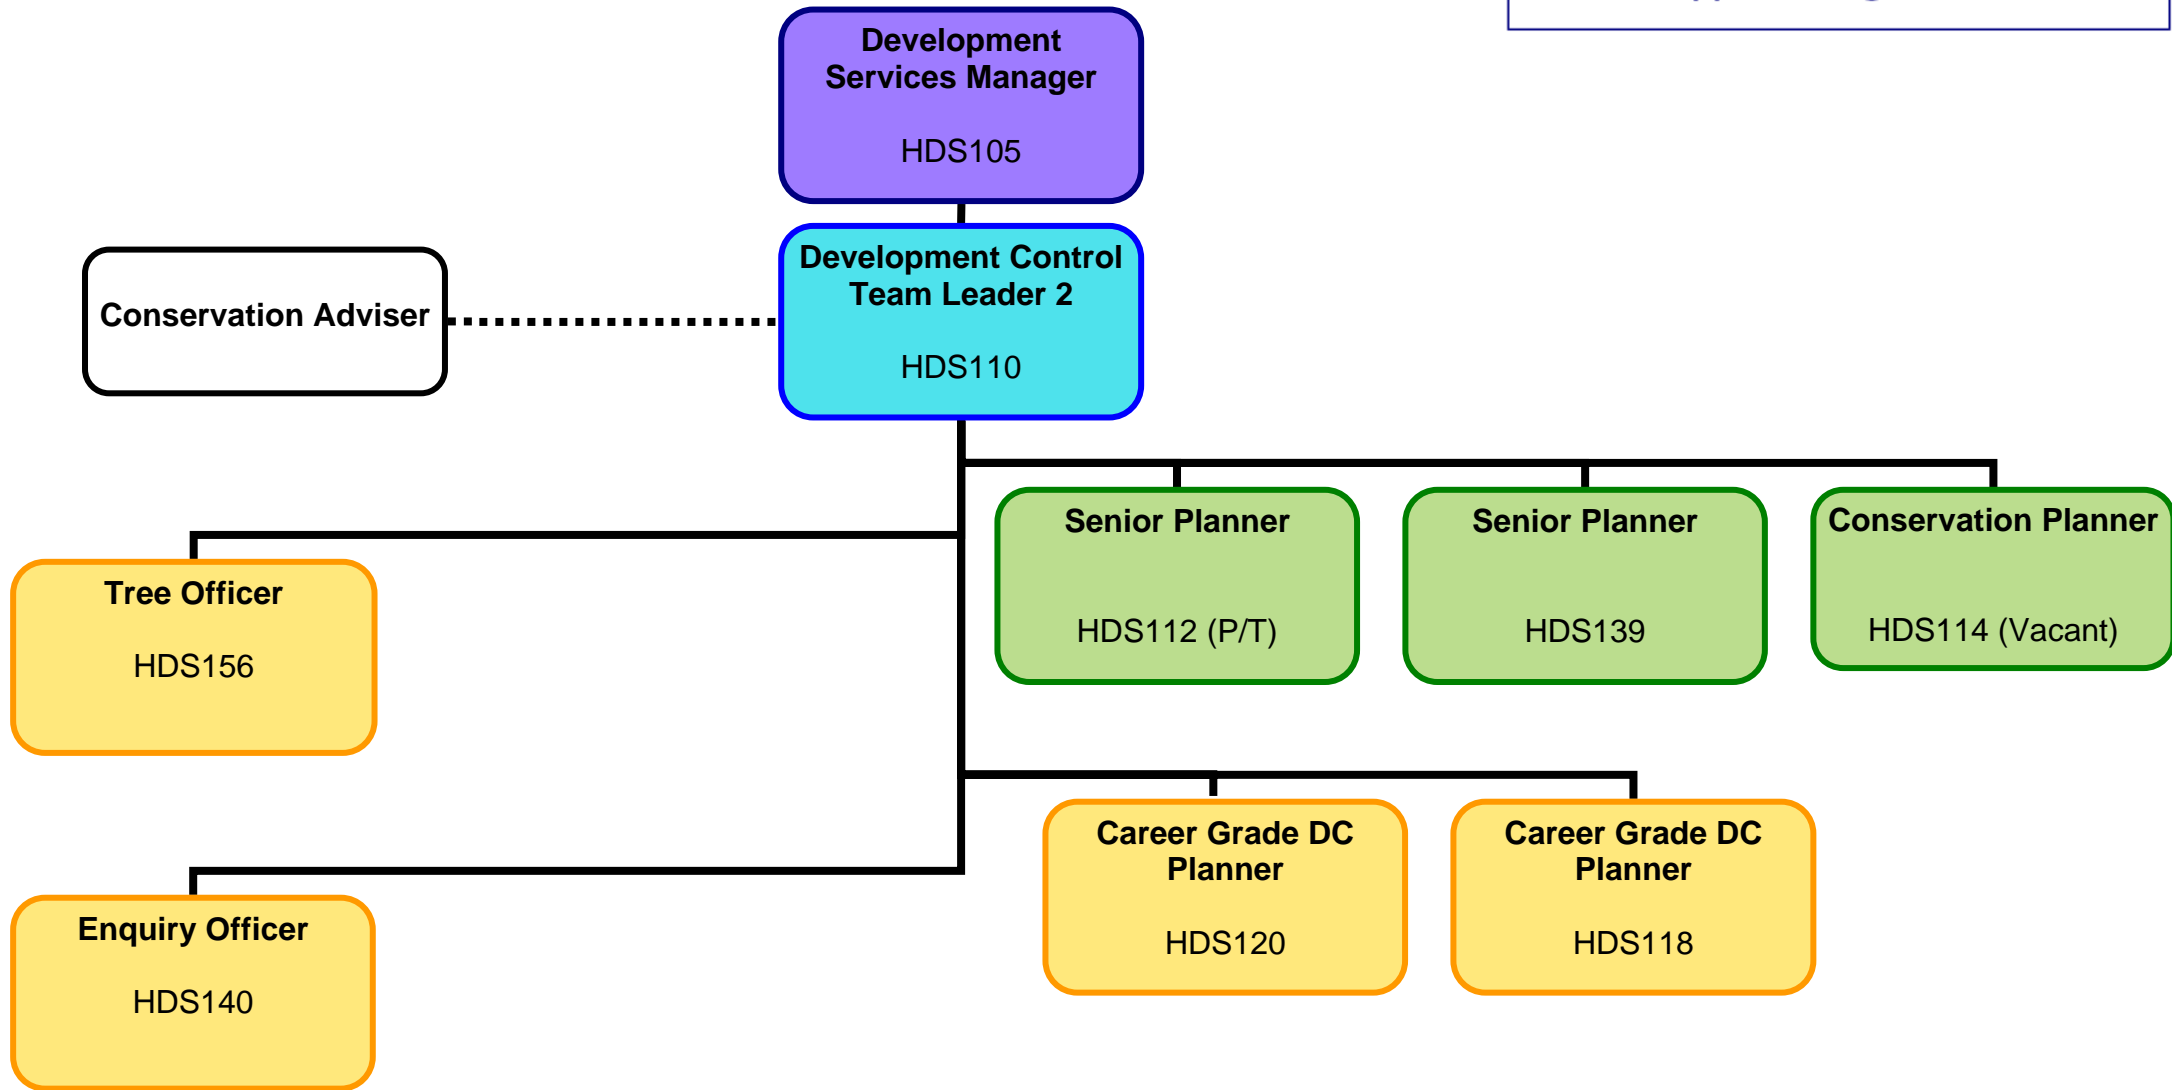 Development
Services Manager
HDS105
Development Control
Team Leader 2
HDS110
Conservation Adviser
Senior Planner
HDS112 (P/T)
Senior Planner
HDS139
Conservation Planner
HDS114 (Vacant)
Tree Officer
HDS156
Career Grade DC
Planner
HDS120
Career Grade DC
Planner
HDS118
Enquiry Officer
HDS140